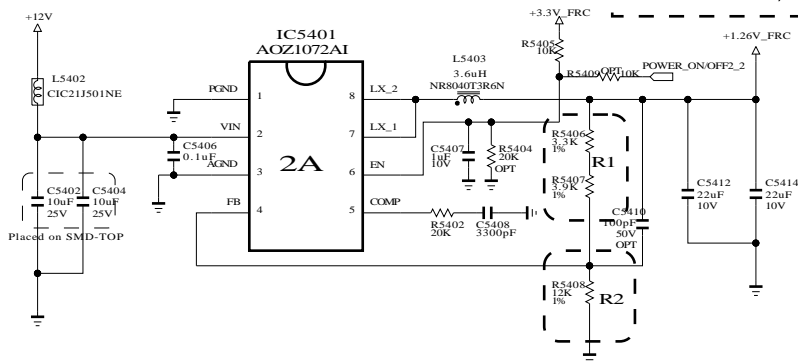 +12V
L5402
CIC21J501NE
C5402
10uF
25V
C5404
10uF
25V
Placed on SMD-TOP
C5406
0.1uF
IC5401
AOZ1072AI
PGND
1
VIN
2
AGND
3
FB
4
2A
8
LX_2
7
LX_1
6
EN
5
COMP
L5403
3.6uH
NR8040T3R6N
+3.3V_FRC
R5405
10K
R5409
OPT
10K
POWER_ON/OFF2_2
+1.26V_FRC
C5407
1uF
10V
R5404
20K
OPT
R5402
20K
C5408
3300pF
R5406
3.3K
1%
R1
R5407
3.9K
1%
C5410
100pF
50V
OPT
R5408
12K
1%
R2
C5412
22uF
10V
C5414
22uF
10V